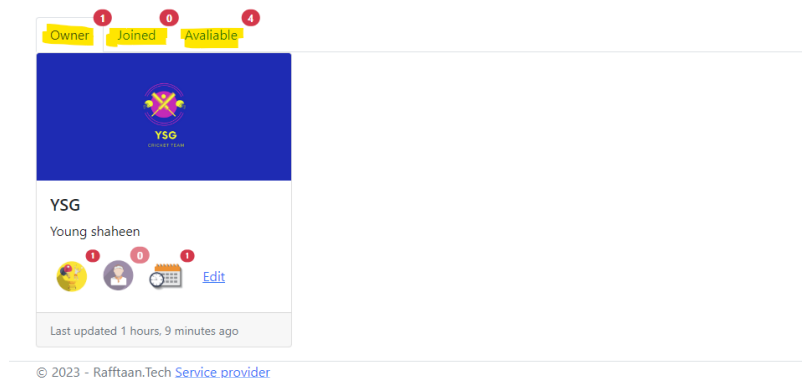 1 0 4
Owner Joined Avaliable
YSG
CRICKET TEAM
YSG
Young shaheen
1 0 1
Edit
Last updated 1 hours, 9 minutes ago
© 2023 - Rafftaan.Tech Service provider